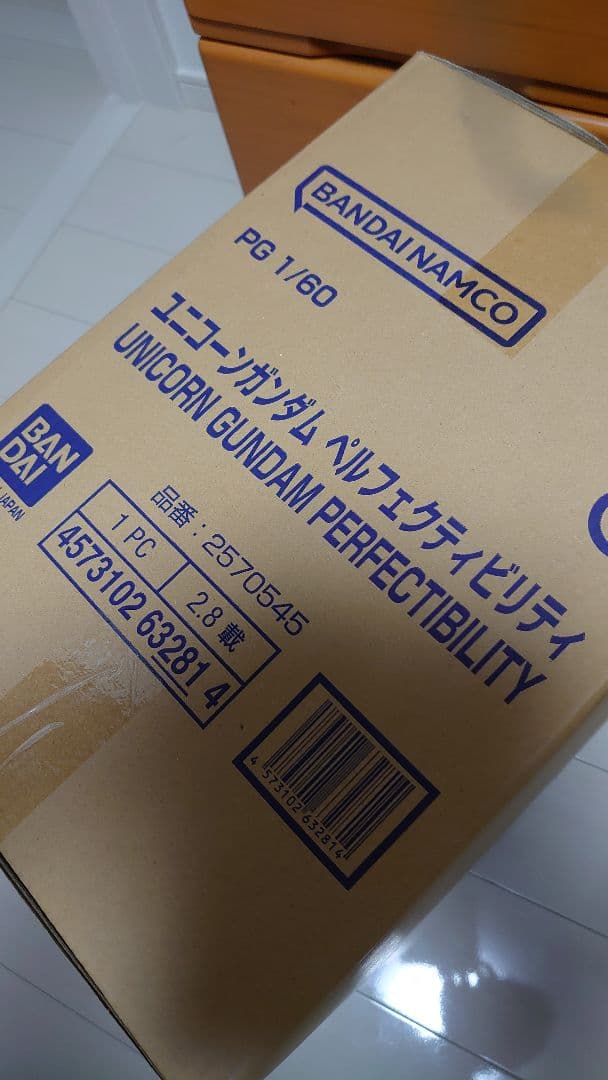 BANDAI NAMCO
PG 1/60
ユニコーンガンダム ペルフェクティビリティ
UNICORN GUNDAM PERFECTIBILITY
BAN
DAI
JAPAN
品番：2570545
1 PC
2.8 載
4573102 63281 4
4 573102 632814